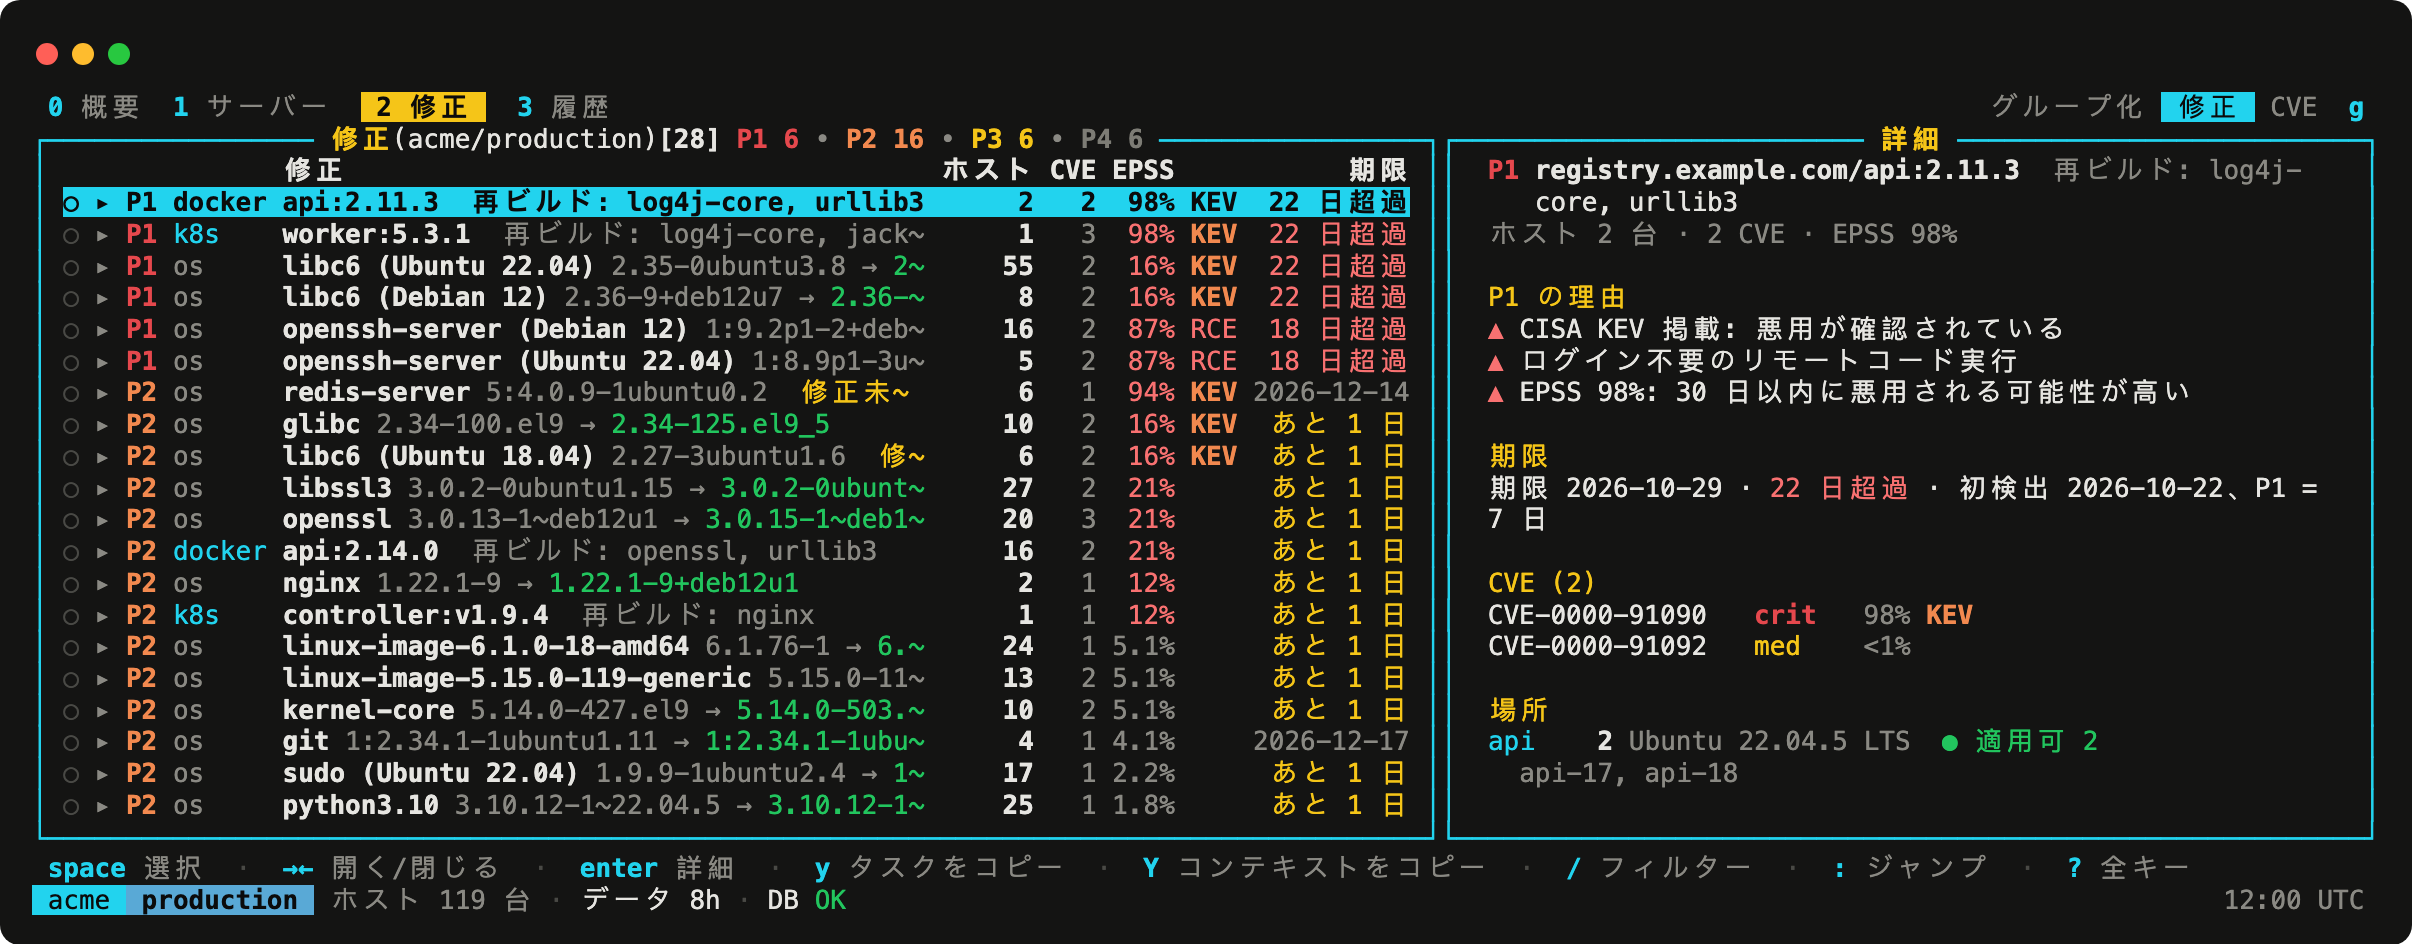 0 概要 1 サーバー 2 修正 3 履歴 グループ化 修正 CVE g
修正(acme/production)[28] P1 6 • P2 16 • P3 6 • P4 6
修正 ホスト CVE EPSS 期限
○ ▸ P1 docker api:2.11.3 再ビルド: log4j-core, urllib3 2 2 98% KEV 22 日超過
○ ▸ P1 k8s worker:5.3.1 再ビルド: log4j-core, jack~ 1 3 98% KEV 22 日超過
○ ▸ P1 os libc6 (Ubuntu 22.04) 2.35-0ubuntu3.8 → 2~ 55 2 16% KEV 22 日超過
○ ▸ P1 os libc6 (Debian 12) 2.36-9+deb12u7 → 2.36-~ 8 2 16% KEV 22 日超過
○ ▸ P1 os openssh-server (Debian 12) 1:9.2p1-2+deb~ 16 2 87% RCE 18 日超過
○ ▸ P1 os openssh-server (Ubuntu 22.04) 1:8.9p1-3u~ 5 2 87% RCE 18 日超過
○ ▸ P2 os redis-server 5:4.0.9-1ubuntu0.2 修正未~ 6 1 94% KEV 2026-12-14
○ ▸ P2 os glibc 2.34-100.el9 → 2.34-125.el9_5 10 2 16% KEV あと 1 日
○ ▸ P2 os libc6 (Ubuntu 18.04) 2.27-3ubuntu1.6 修~ 6 2 16% KEV あと 1 日
○ ▸ P2 os libssl3 3.0.2-0ubuntu1.15 → 3.0.2-0ubunt~ 27 2 21% あと 1 日
○ ▸ P2 os openssl 3.0.13-1~deb12u1 → 3.0.15-1~deb1~ 20 3 21% あと 1 日
○ ▸ P2 docker api:2.14.0 再ビルド: openssl, urllib3 16 2 21% あと 1 日
○ ▸ P2 os nginx 1.22.1-9 → 1.22.1-9+deb12u1 2 1 12% あと 1 日
○ ▸ P2 k8s controller:v1.9.4 再ビルド: nginx 1 1 12% あと 1 日
○ ▸ P2 os linux-image-6.1.0-18-amd64 6.1.76-1 → 6.~ 24 1 5.1% あと 1 日
○ ▸ P2 os linux-image-5.15.0-119-generic 5.15.0-11~ 13 2 5.1% あと 1 日
○ ▸ P2 os kernel-core 5.14.0-427.el9 → 5.14.0-503.~ 10 2 5.1% あと 1 日
○ ▸ P2 os git 1:2.34.1-1ubuntu1.11 → 1:2.34.1-1ubu~ 4 1 4.1% 2026-12-17
○ ▸ P2 os sudo (Ubuntu 22.04) 1.9.9-1ubuntu2.4 → 1~ 17 1 2.2% あと 1 日
○ ▸ P2 os python3.10 3.10.12-1~22.04.5 → 3.10.12-1~ 25 1 1.8% あと 1 日
詳細
P1 registry.example.com/api:2.11.3 再ビルド: log4j-
core, urllib3
ホスト 2 台 · 2 CVE · EPSS 98%
P1 の理由
▲ CISA KEV 掲載: 悪用が確認されている
▲ ログイン不要のリモートコード実行
▲ EPSS 98%: 30 日以内に悪用される可能性が高い
期限
期限 2026-10-29 · 22 日超過 · 初検出 2026-10-22、P1 =
7 日
CVE (2)
CVE-0000-91090 crit 98% KEV
CVE-0000-91092 med <1%
場所
api 2 Ubuntu 22.04.5 LTS ● 適用可 2
api-17, api-18
space 選択 · →← 開く/閉じる · enter 詳細 · y タスクをコピー · Y コンテキストをコピー · / フィルター · : ジャンプ · ? 全キー
acme production ホスト 119 台 · データ 8h · DB OK 12:00 UTC